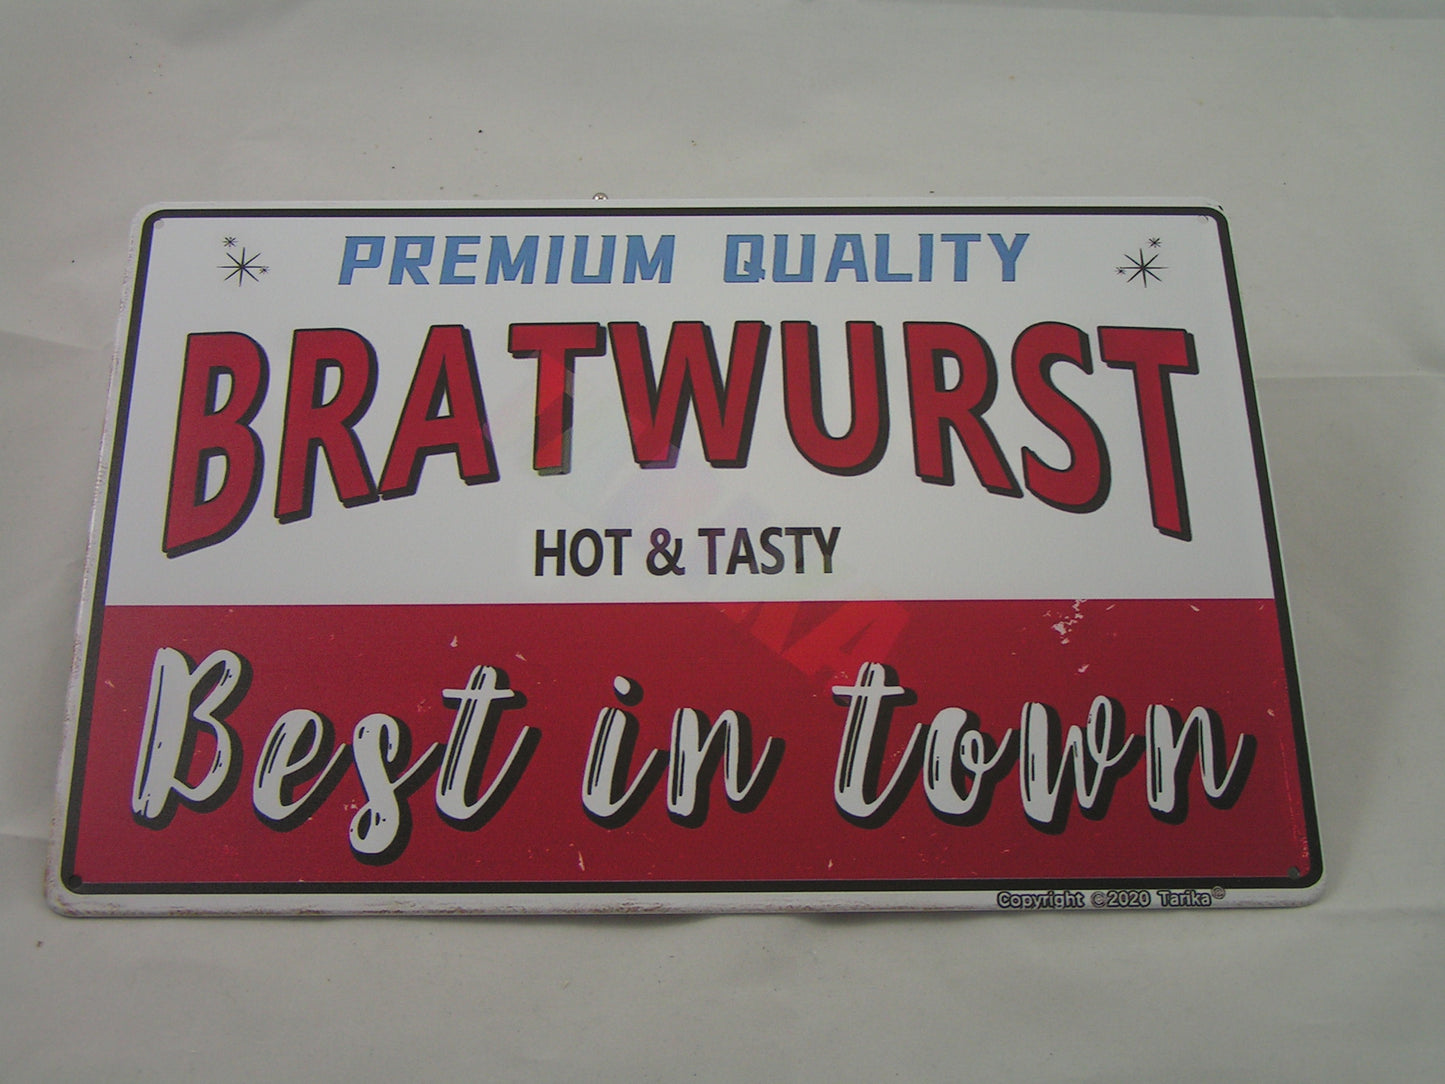 PREMIUM QUALITY
BRATWURST
HOT & TASTY
Best in town
Copyright ©2020 Tarika®